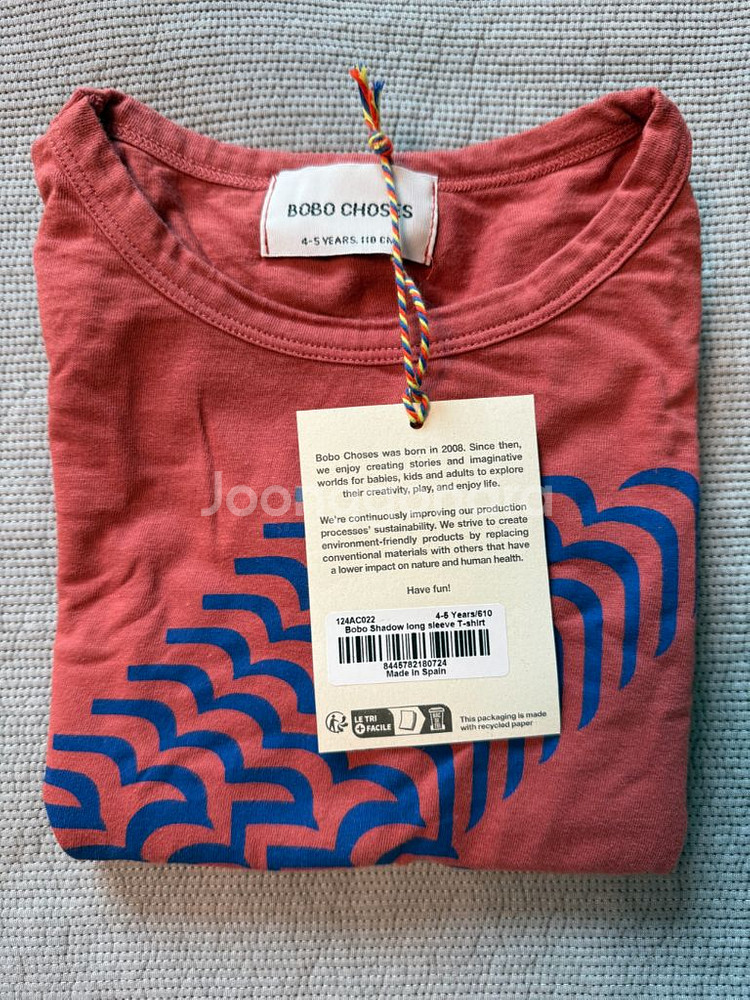 BOBO CHOSES
4-5 YEARS. 110 CM
Bobo Choses was born in 2008. Since then,
we enjoy creating stories and imaginative
worlds for babies, kids and adults to explore
their creativity, play, and enjoy life.
We're continuously improving our production
processes' sustainability. We strive to create
environment-friendly products by replacing
conventional materials with others that have
a lower impact on nature and human health.
Have fun!
124AC022 4-5 Years/610
Bobo Shadow long sleeve T-shirt
8445782180724
Made in Spain
LE TRI
+ FACILE
This packaging is made
with recycled paper